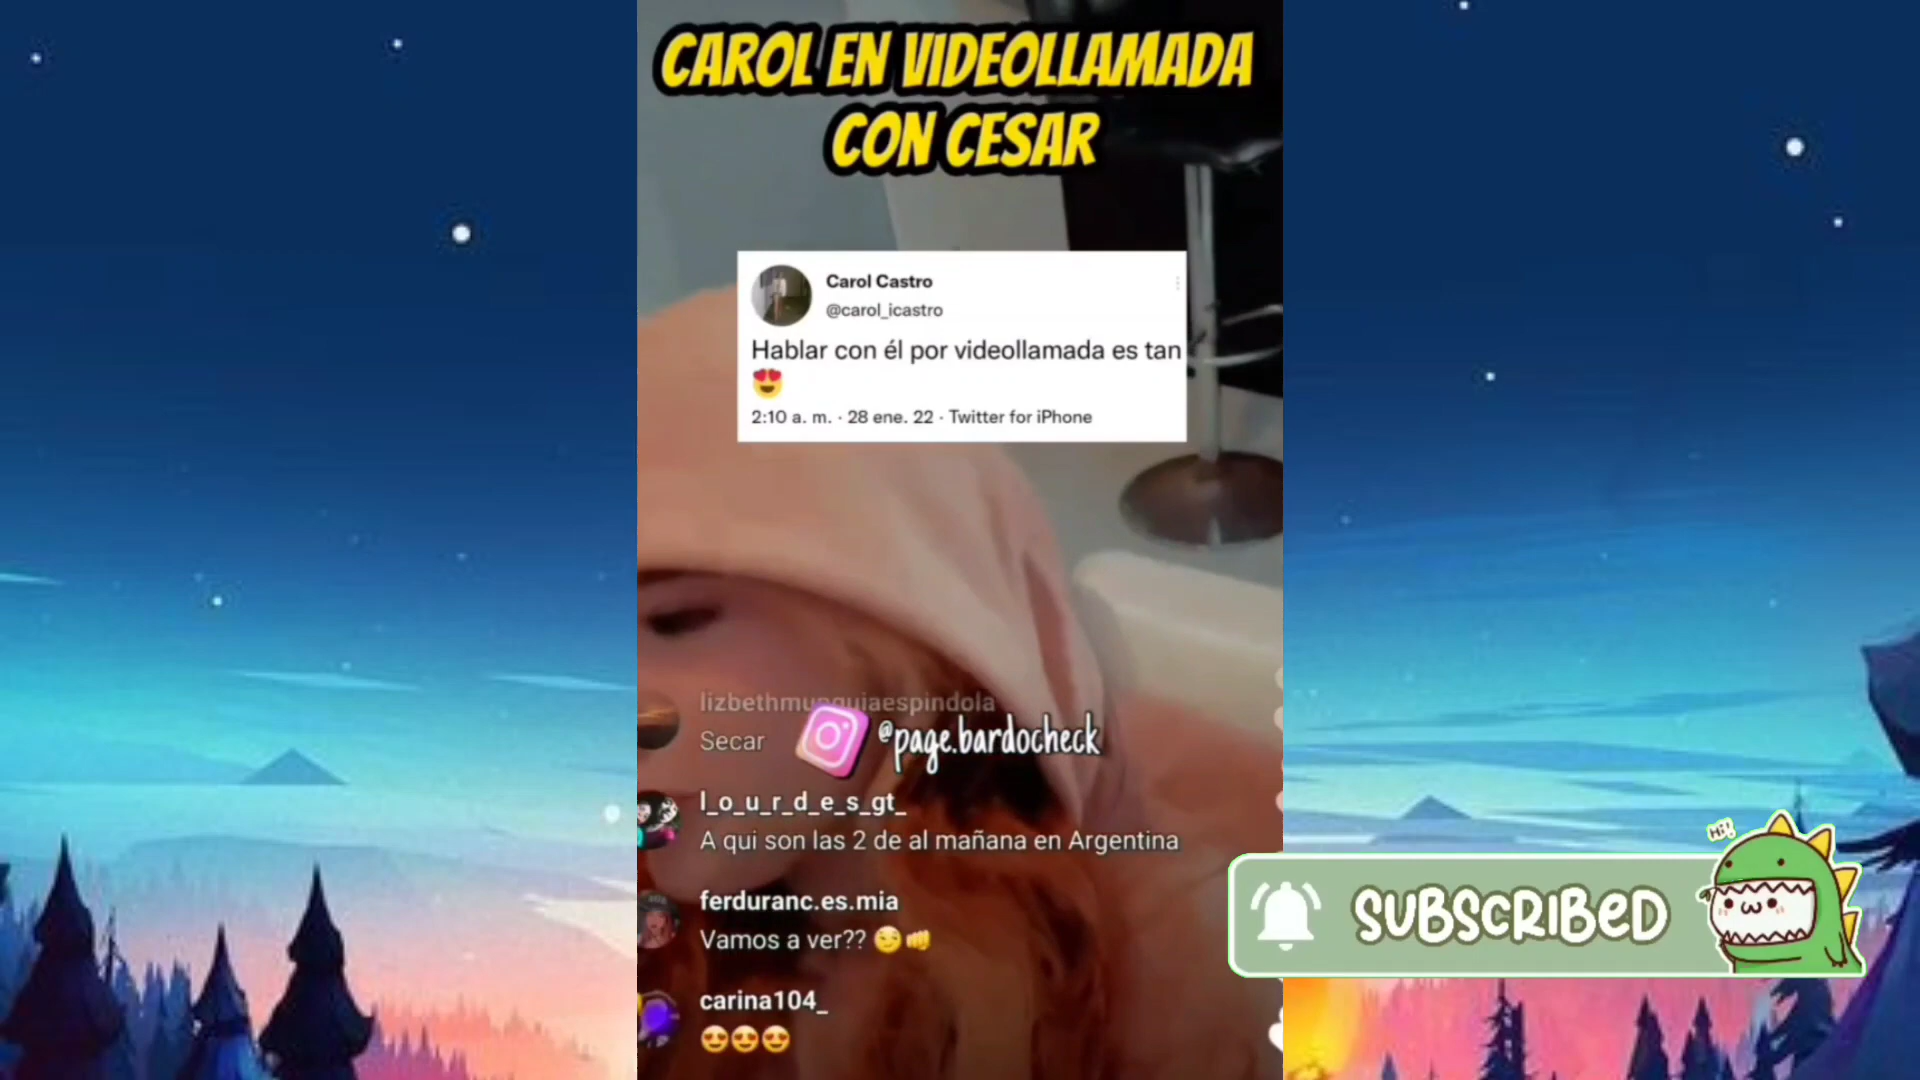 CAROL EN VIDEOLLAMADA
CON CESAR
Carol Castro
@carol_icastro
Hablar con él por videollamada es tan
😍
2:10 a. m. · 28 ene. 22 · Twitter for iPhone
lizbethmunguiaespindola
Secar
@page.bardocheck
l_o_u_r_d_e_s_gt_
A qui son las 2 de al mañana en Argentina
ferduranc.es.mia
Vamos a ver?? 😏👊
carina104_
😍😍😍
Hi!
SUBSCRIBED